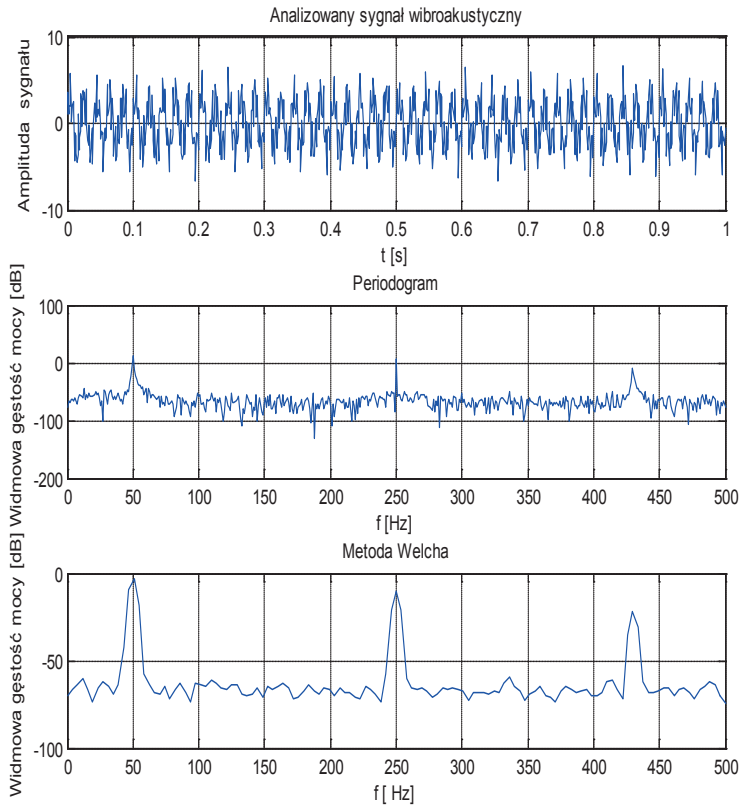 Analizowany sygnał wibroakustyczny
Amplituda sygnału
10
0
-10
0 0.1 0.2 0.3 0.4 0.5 0.6 0.7 0.8 0.9 1
t [s]
Periodogram
Widmowa gęstość mocy [dB]
100
0
-100
-200
0 50 100 150 200 250 300 350 400 450 500
f [Hz]
Metoda Welcha
Widmowa gęstość mocy [dB]
0
-50
-100
0 50 100 150 200 250 300 350 400 450 500
f [ Hz]